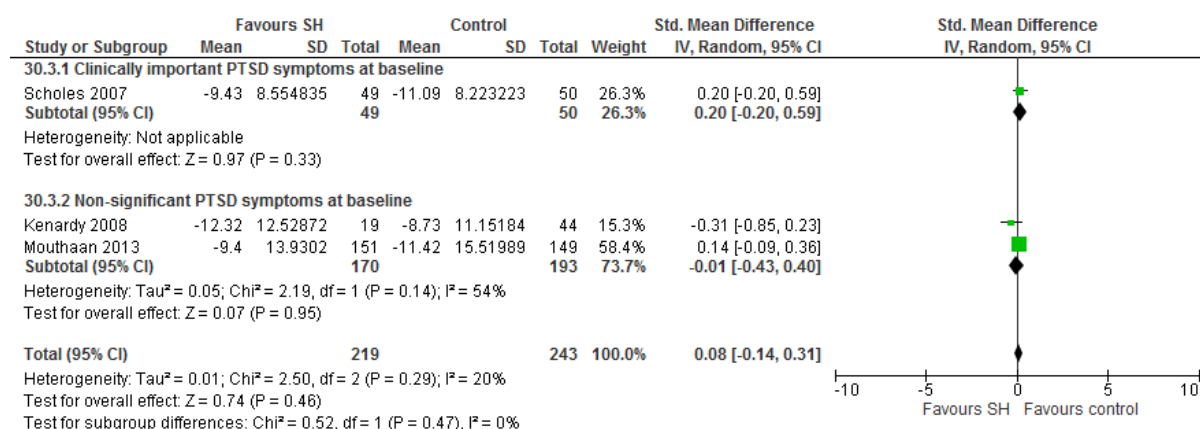 Favours SH Control Std. Mean Difference Std. Mean Difference
Study or Subgroup Mean SD Total Mean SD Total Weight IV, Random, 95% CI IV, Random, 95% CI
30.3.1 Clinically important PTSD symptoms at baseline
Scholes 2007 -9.43 8.554835 49 -11.09 8.223223 50 26.3% 0.20 [-0.20, 0.59]
Subtotal (95% CI) 49 50 26.3% 0.20 [-0.20, 0.59]
Heterogeneity: Not applicable
Test for overall effect: Z = 0.97 (P = 0.33)
30.3.2 Non-significant PTSD symptoms at baseline
Kenardy 2008 -12.32 12.52872 19 -8.73 11.15184 44 15.3% -0.31 [-0.85, 0.23]
Mouthaan 2013 -9.4 13.9302 151 -11.42 15.51989 149 58.4% 0.14 [-0.09, 0.36]
Subtotal (95% CI) 170 193 73.7% -0.01 [-0.43, 0.40]
Heterogeneity: Tau² = 0.05; Chi² = 2.19, df = 1 (P = 0.14); I² = 54%
Test for overall effect: Z = 0.07 (P = 0.95)
Total (95% CI) 219 243 100.0% 0.08 [-0.14, 0.31]
Heterogeneity: Tau² = 0.01; Chi² = 2.50, df = 2 (P = 0.29); I² = 20%
Test for overall effect: Z = 0.74 (P = 0.46)
Test for subgroup differences: Chi² = 0.52, df = 1 (P = 0.47), I² = 0%
-10 -5 0 5 10
Favours SH Favours control